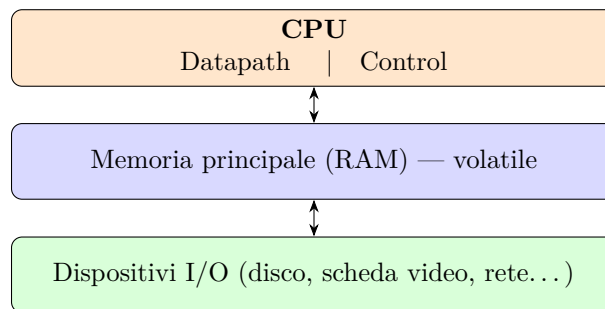 CPU
Datapath | Control
Memoria principale (RAM) — volatile
Dispositivi I/O (disco, scheda video, rete...)